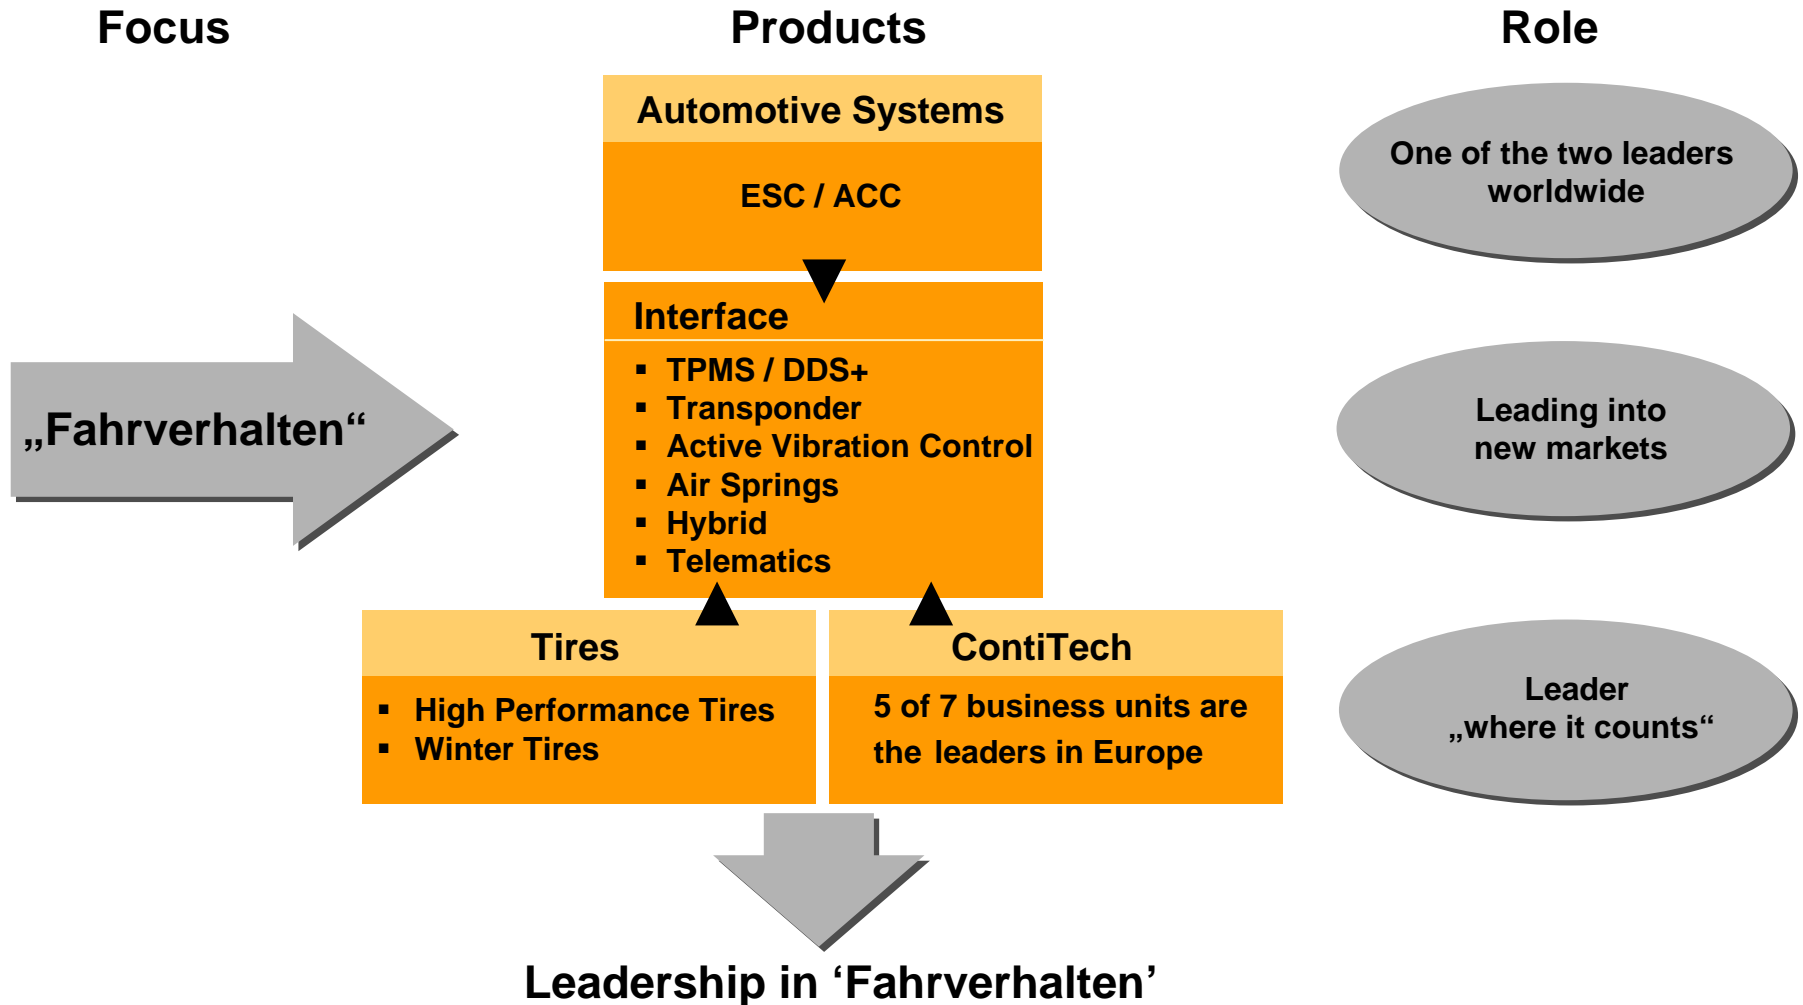 Focus
Products
Role
Automotive Systems
ESC / ACC
One of the two leaders
worldwide
„Fahrverhalten“
Interface
▪ TPMS / DDS+
▪ Transponder
▪ Active Vibration Control
▪ Air Springs
▪ Hybrid
▪ Telematics
Leading into
new markets
Tires
▪ High Performance Tires
▪ Winter Tires
ContiTech
5 of 7 business units are
the leaders in Europe
Leader
„where it counts“
Leadership in ‘Fahrverhalten’